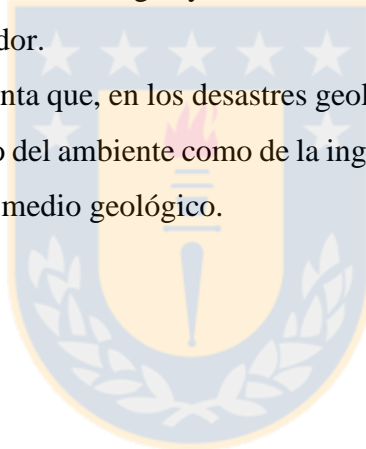 dor.
nta que, en los desastres geol
o del ambiente como de la ing
medio geológico.